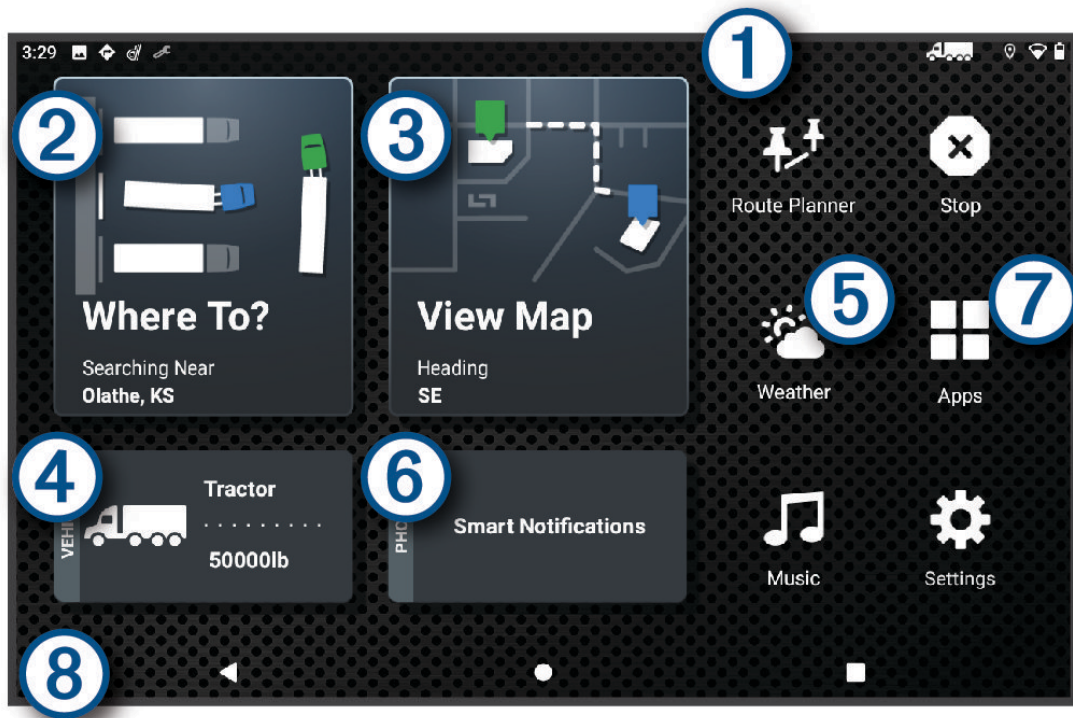 1
3:29
2
3
Route Planner
Stop
Where To?
Searching Near
Olathe, KS
View Map
Heading
SE
5
7
Weather
Apps
4
Tractor
50000lb
6
Smart Notifications
Music
Settings
8